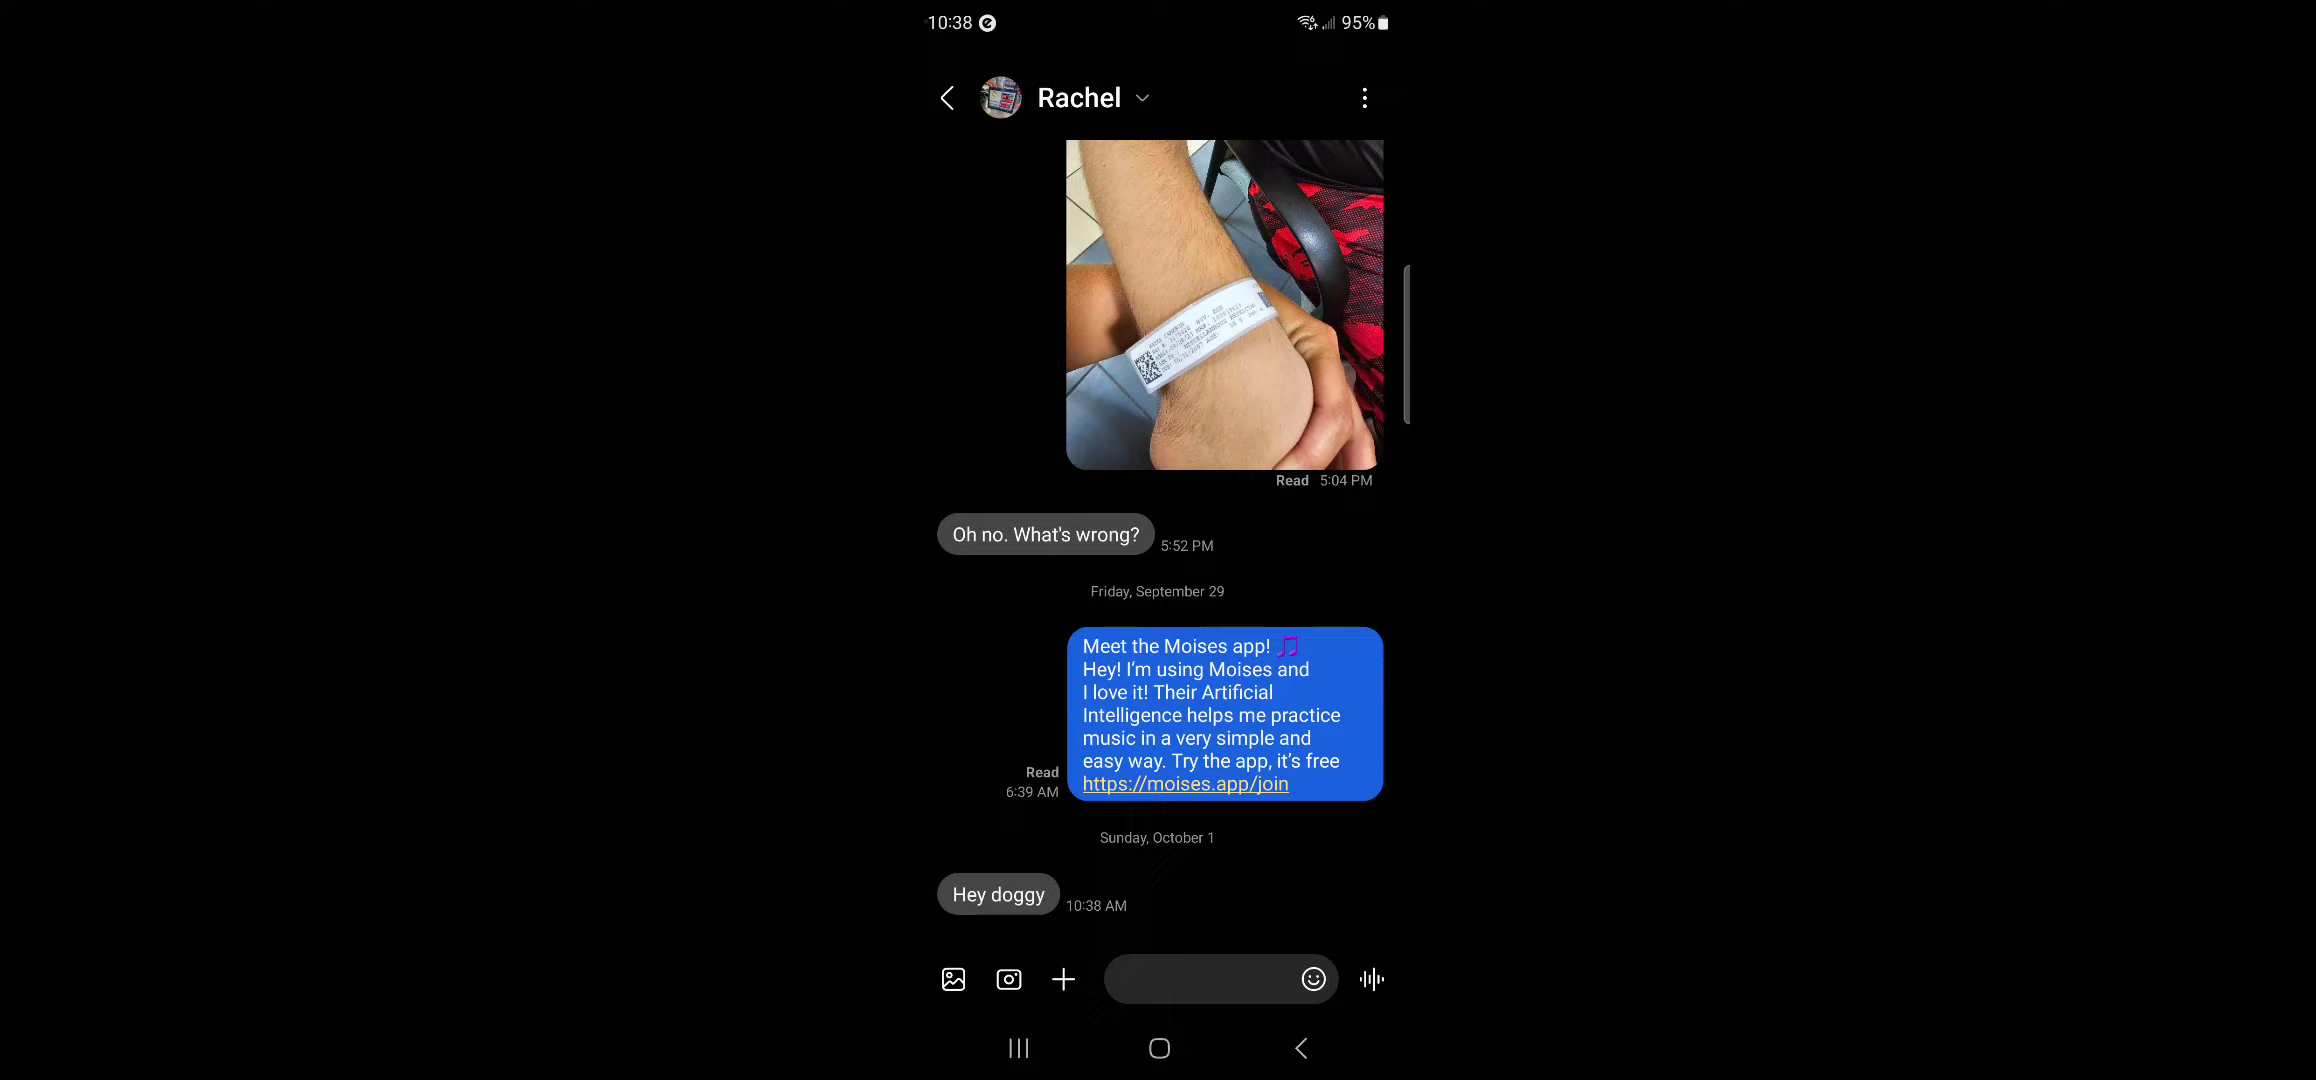 10:38
95%
Rachel
Read 5:04 PM
Oh no. What's wrong?
5:52 PM
Friday, September 29
Meet the Moises app! 🎵
Hey! I’m using Moises and
I love it! Their Artificial
Intelligence helps me practice
music in a very simple and
easy way. Try the app, it’s free
https://moises.app/join
Read
6:39 AM
Sunday, October 1
Hey doggy
10:38 AM